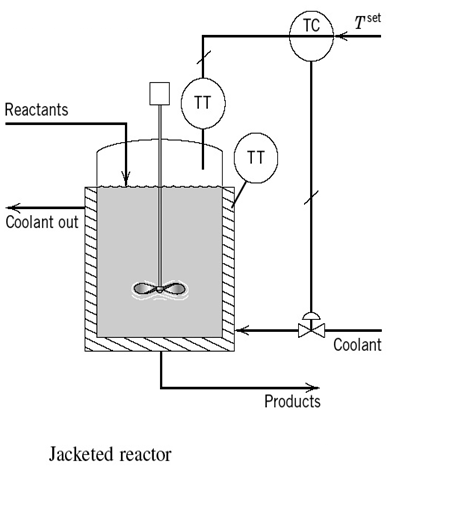 TC
T set
TT
Reactants
TT
Coolant out
Coolant
Products
Jacketed reactor